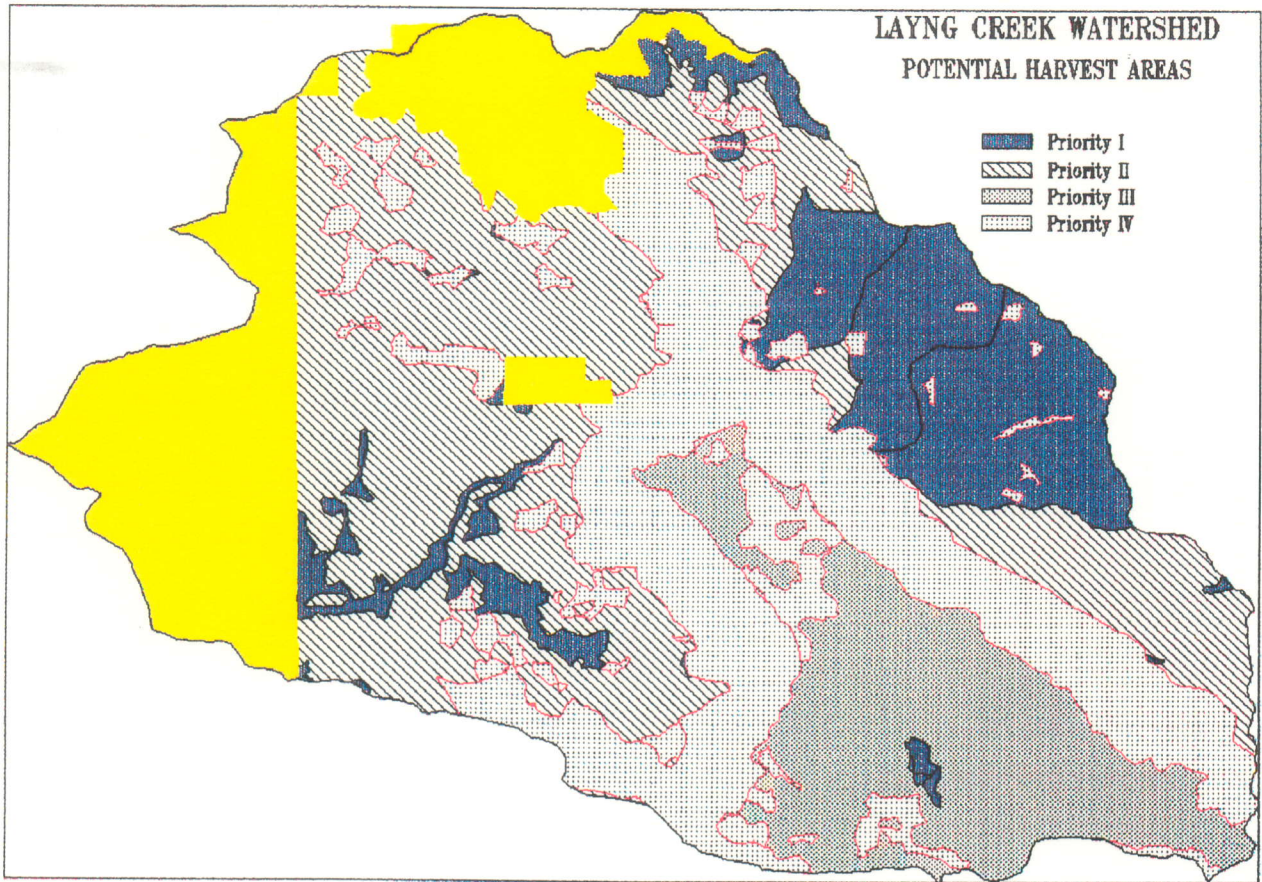 LAYNG CREEK WATERSHED
POTENTIAL HARVEST AREAS
Priority I
Priority II
Priority III
Priority IV